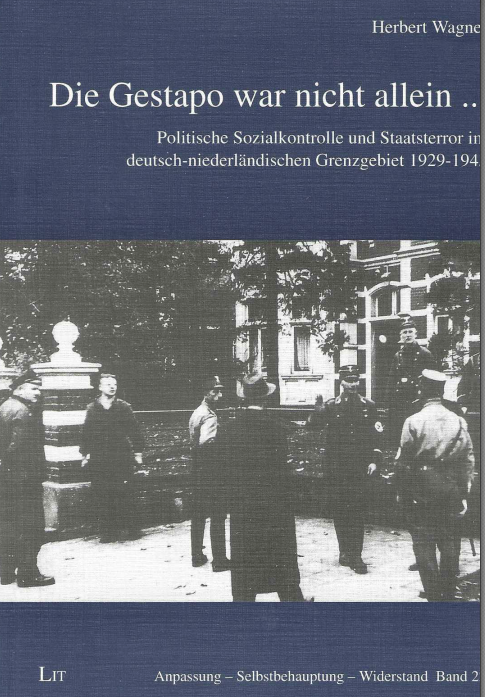 Herbert Wagne
Die Gestapo war nicht allein ..
Politische Sozialkontrolle und Staatsterror in
deutsch-niederländischen Grenzgebiet 1929-194
LIT
Anpassung – Selbstbehauptung – Widerstand Band 2